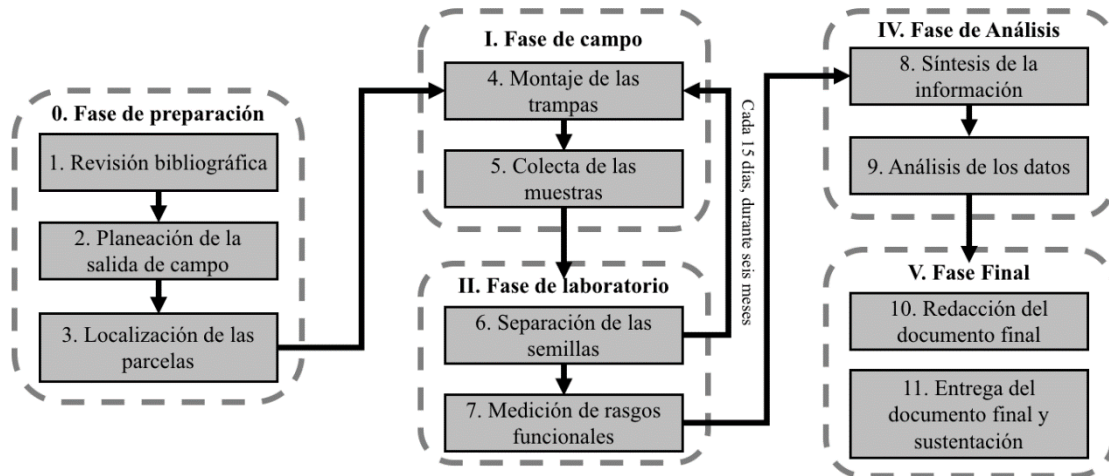 0. Fase de preparación
1. Revisión bibliográfica
2. Planeación de la
salida de campo
3. Localización de las
parcelas
I. Fase de campo
4. Montaje de las
trampas
5. Colecta de las
muestras
II. Fase de laboratorio
6. Separación de las
semillas
7. Medición de rasgos
funcionales
Cada 15 días, durante seis meses
IV. Fase de Análisis
8. Síntesis de la
información
9. Análisis de los datos
V. Fase Final
10. Redacción del
documento final
11. Entrega del
documento final y
sustentación